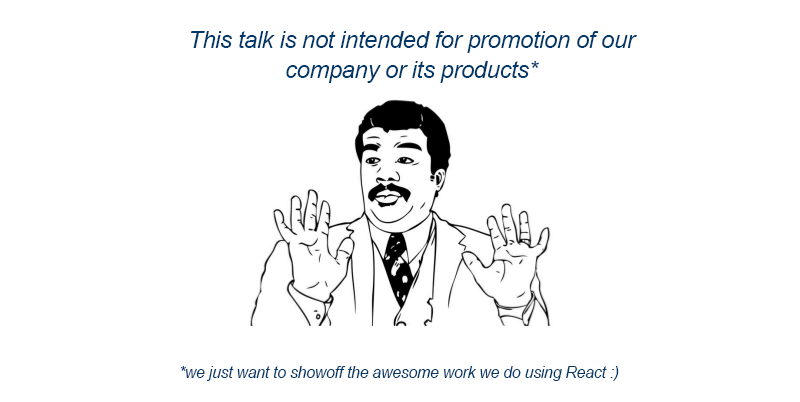 This talk is not intended for promotion of our
company or its products*
*we just want to showoff the awesome work we do using React :)